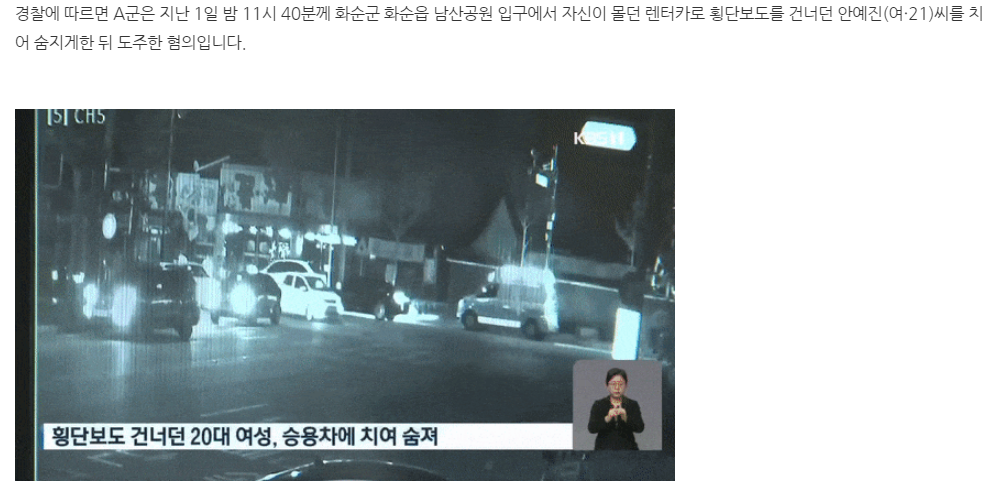 경찰에 따르면 A군은 지난 1일 밤 11시 40분께 화순군 화순읍 남산공원 입구에서 자신이 몰던 렌터카로 횡단보도를 건너던 안예진(여·21)씨를 치
어 숨지게한 뒤 도주한 혐의입니다.
[5] CH5
횡단보도 건너던 20대 여성, 승용차에 치여 숨져